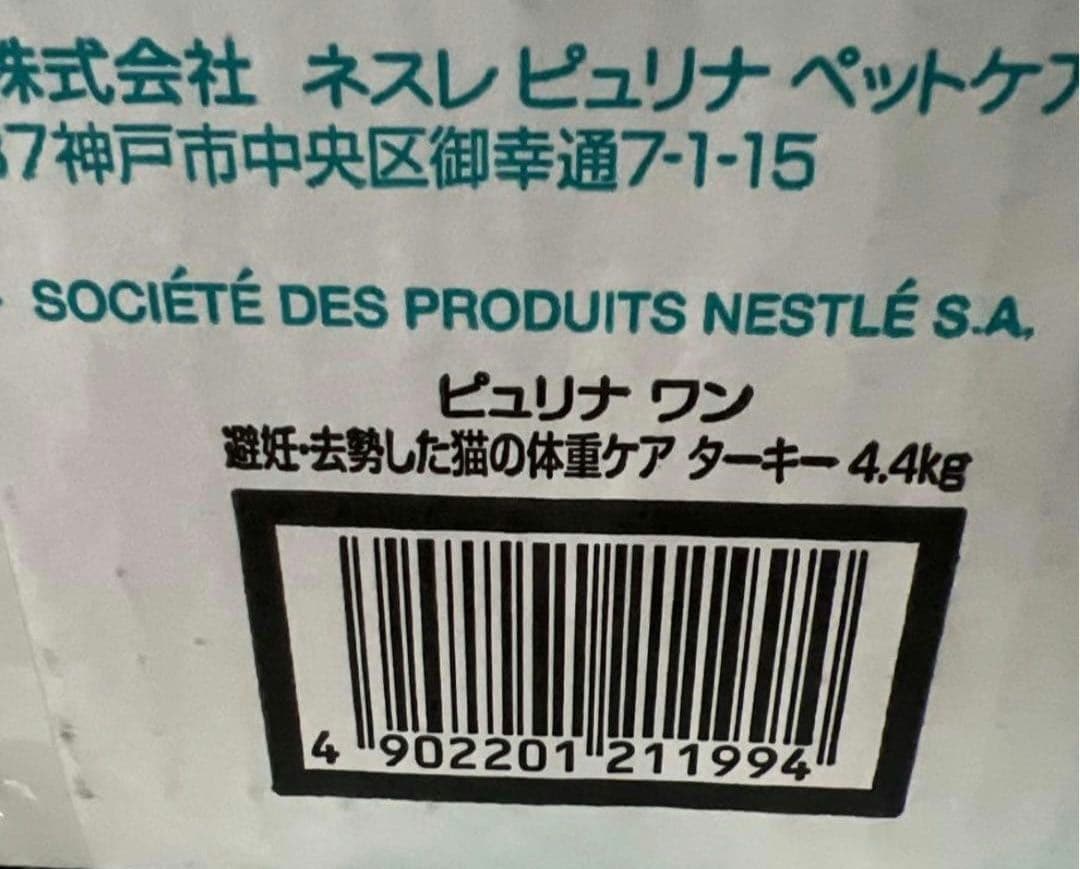 株式会社 ネスレ ピュリナ ペットケア
7神戸市中央区御幸通7-1-15
SOCIÉTÉ DES PRODUITS NESTLÉ S.A,
ピュリナ ワン
避妊・去勢した猫の体重ケア ターキー 4.4kg
4 902201 211994